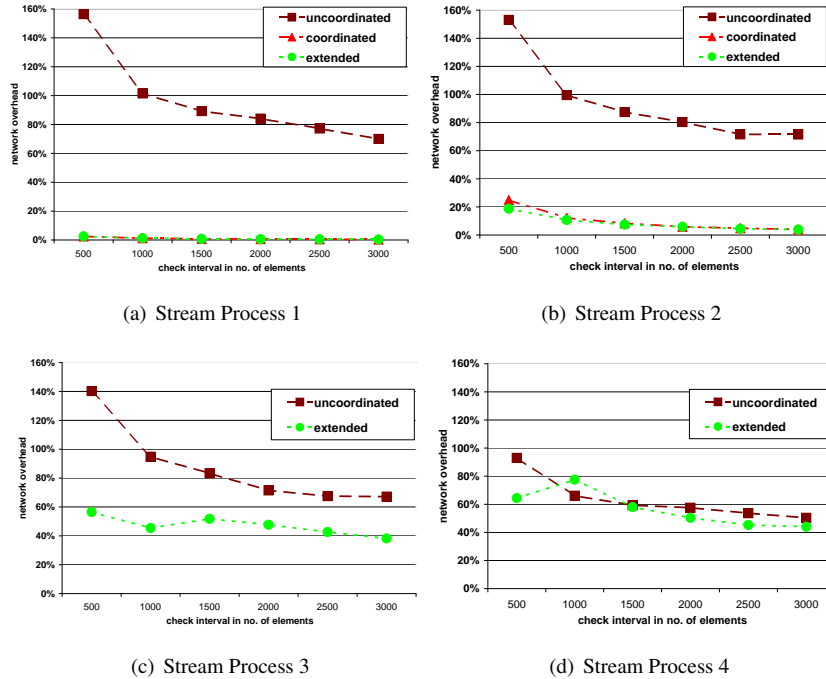 160%
140%
120%
100%
80%
60%
40%
20%
0%
network overhead
500 1000 1500 2000 2500 3000
check interval in no. of elements
uncoordinated
coordinated
extended
(a) Stream Process 1
160%
140%
120%
100%
80%
60%
40%
20%
0%
network overhead
500 1000 1500 2000 2500 3000
check interval in no. of elements
uncoordinated
coordinated
extended
(b) Stream Process 2
160%
140%
120%
100%
80%
60%
40%
20%
0%
network overhead
500 1000 1500 2000 2500 3000
check interval in no. of elements
uncoordinated
extended
(c) Stream Process 3
160%
140%
120%
100%
80%
60%
40%
20%
0%
network overhead
500 1000 1500 2000 2500 3000
check interval in no. of elements
uncoordinated
extended
(d) Stream Process 4